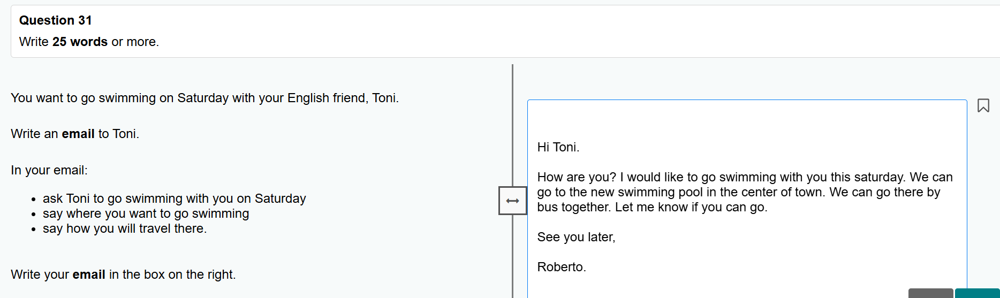 Question 31
Write 25 words or more.
You want to go swimming on Saturday with your English friend, Toni.
Write an email to Toni.
In your email:
• ask Toni to go swimming with you on Saturday
• say where you want to go swimming
• say how you will travel there.
Write your email in the box on the right.
Hi Toni.
How are you? I would like to go swimming with you this saturday. We can
go to the new swimming pool in the center of town. We can go there by
bus together. Let me know if you can go.
See you later,
Roberto.